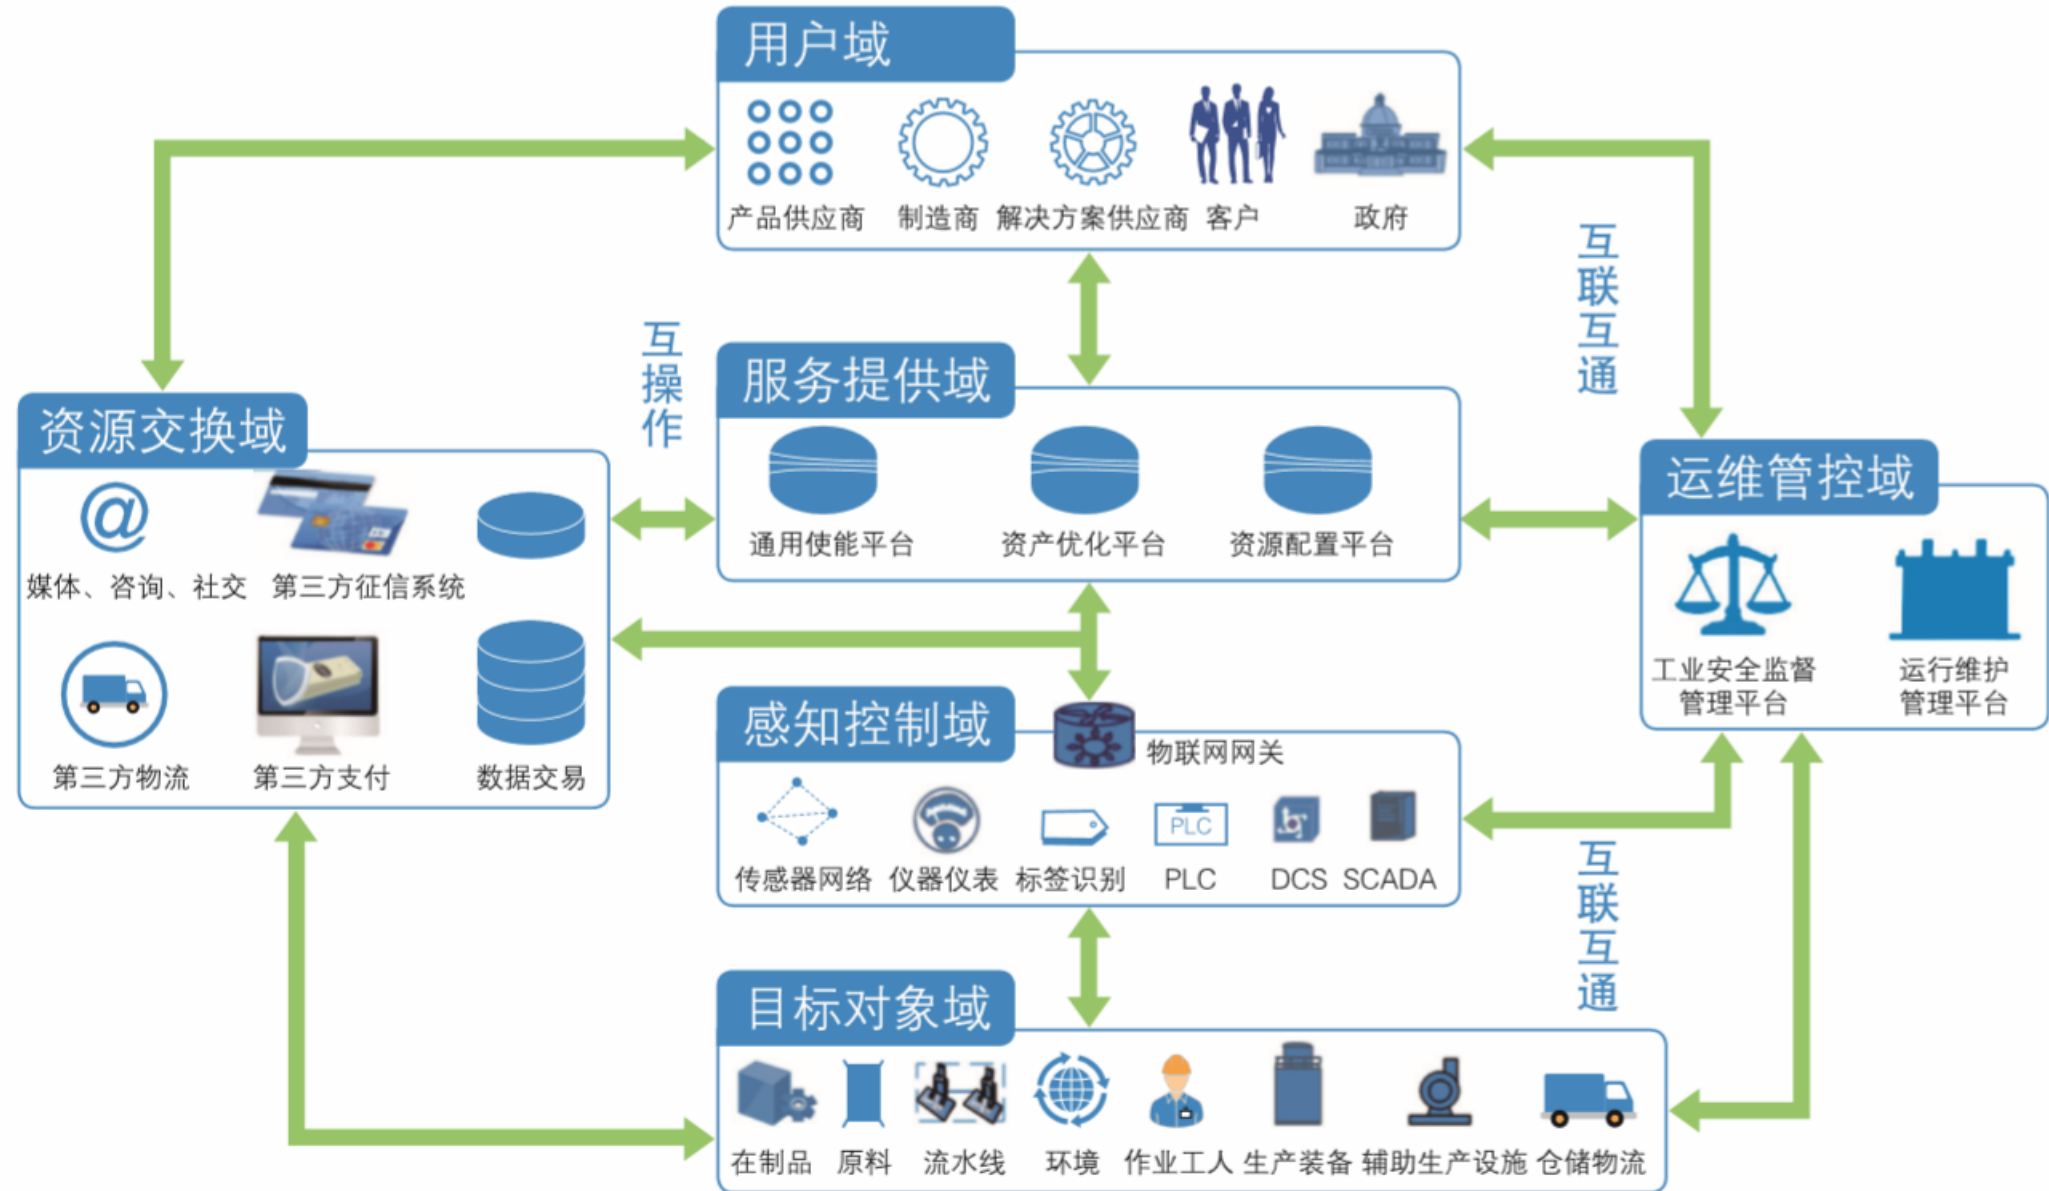 用户域
产品供应商 制造商 解决方案供应商 客户 政府
互联互通
互操作
服务提供域
通用使能平台 资产优化平台 资源配置平台
资源交换域
@
媒体、咨询、社交 第三方征信系统
第三方物流 第三方支付 数据交易
运维管控域
工业安全监督
管理平台
运行维护
管理平台
感知控制域
物联网网关
PLC
传感器网络 仪器仪表 标签识别 PLC DCS SCADA
互联互通
目标对象域
在制品 原料 流水线 环境 作业工人 生产装备 辅助生产设施 仓储物流